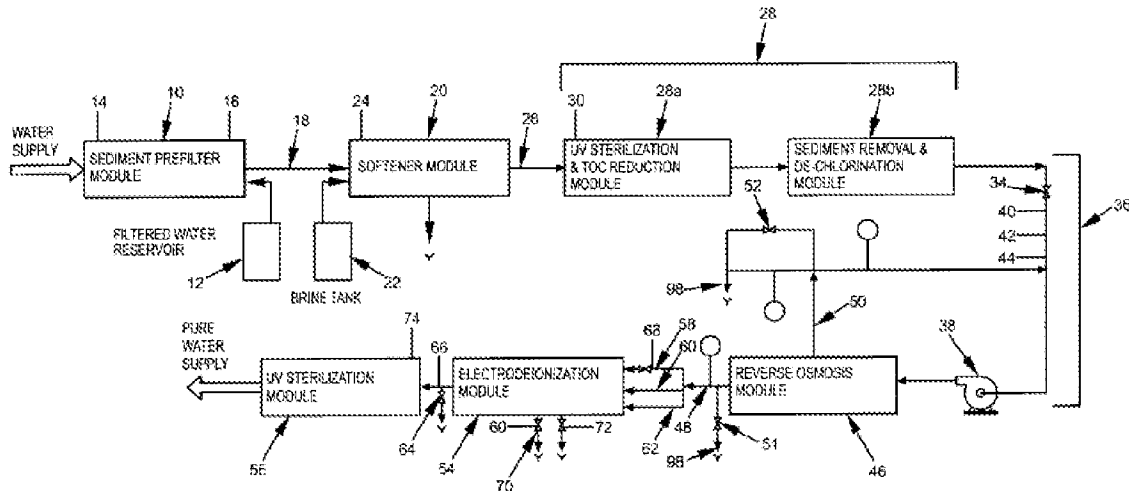 28
14
10
16
24
20
30
28a
28b
WATER
SUPPLY
18
26
SEDIMENT PREFILTER
MODULE
SOFTENER MODULE
UV STERILIZATION
& TOC REDUCTION
MODULE
SEDIMENT REMOVAL &
DE-CHLORINATION
MODULE
34
36
40
42
44
52
FILTERED WATER
RESERVOIR
12
22
BRINE TANK
98
50
PURE
WATER
SUPPLY
74
66
68
58
60
38
UV STERILIZATION
MODULE
ELECTRODEIONIZATION
MODULE
REVERSE OSMOSIS
MODULE
56
64
60
70
54
72
62
48
98
51
46